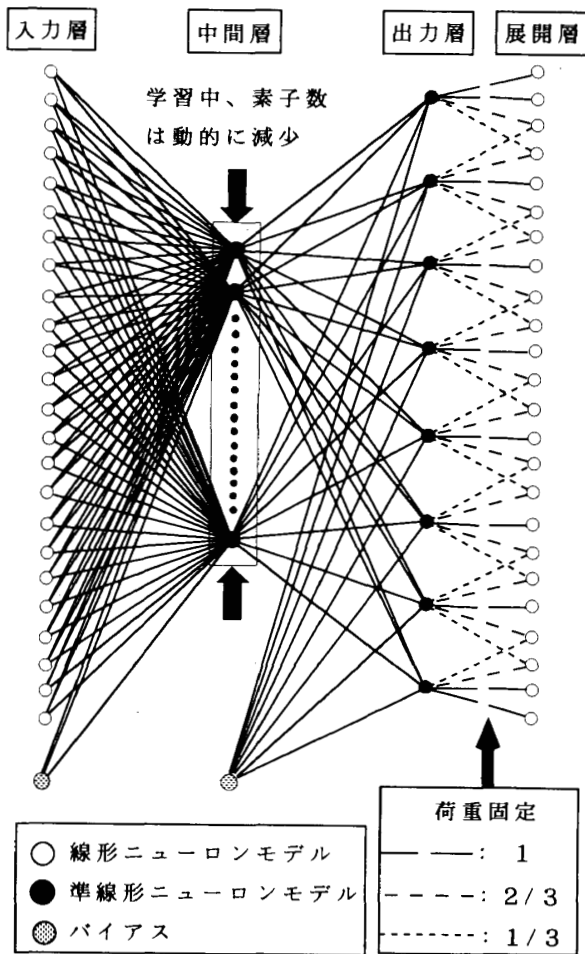 入力層
中間層
出力層
展開層
学習中、素子数
は動的に減少
線形ニューロンモデル
準線形ニューロンモデル
バイアス
荷重固定
: 1
: 2/3
: 1/3